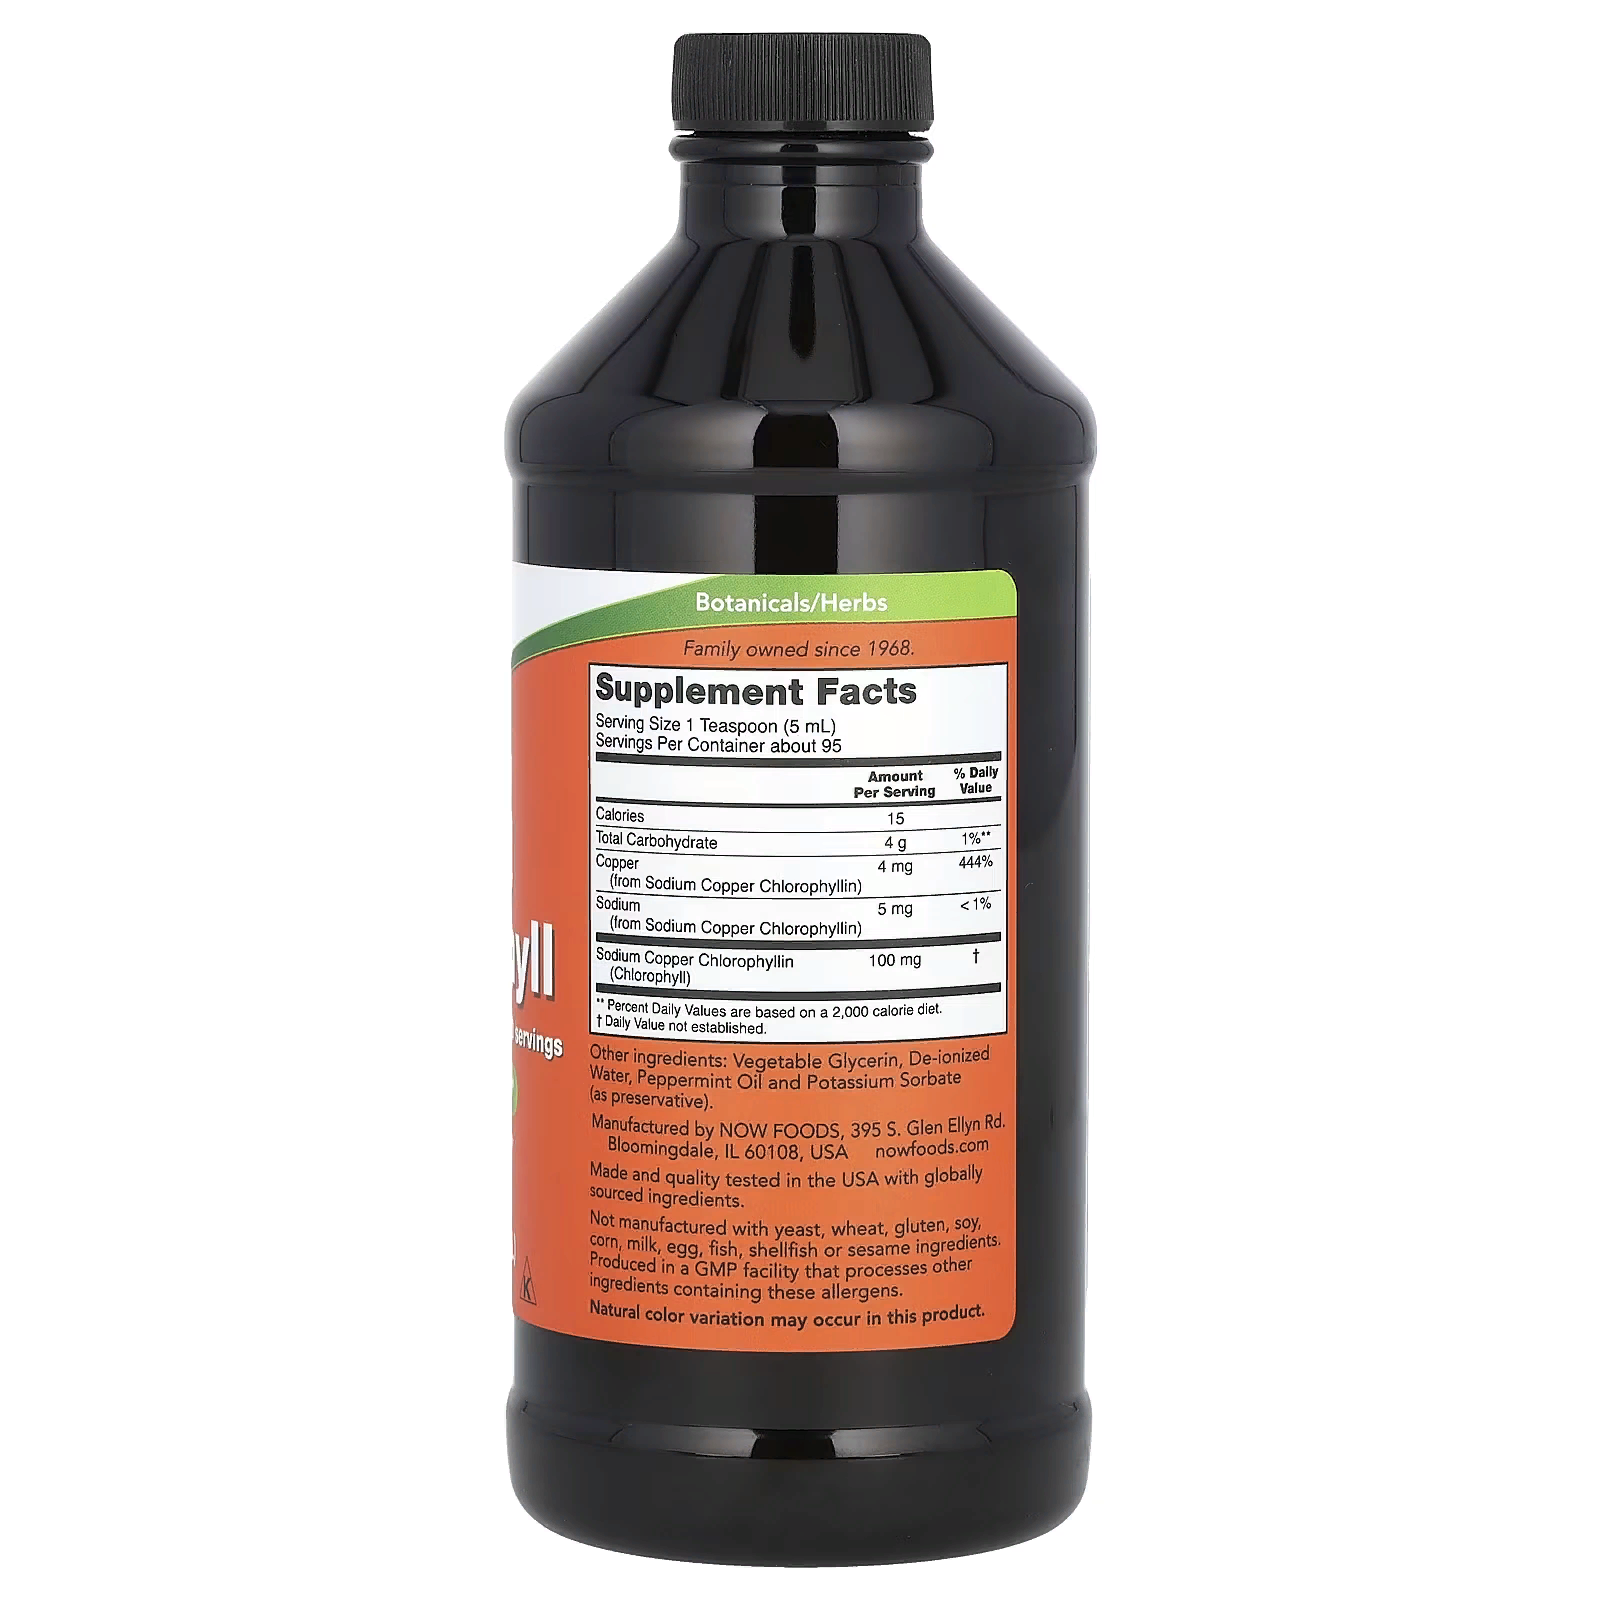 Botanicals/Herbs
Family owned since 1968.
Supplement Facts
Serving Size 1 Teaspoon (5 mL)
Servings Per Container about 95
Amount Per Serving % Daily Value
Calories 15
Total Carbohydrate 4 g 1%**
Copper 4 mg 444%
(from Sodium Copper Chlorophyllin)
Sodium 5 mg <1%
(from Sodium Copper Chlorophyllin)
Sodium Copper Chlorophyllin 100 mg †
(Chlorophyll)
** Percent Daily Values are based on a 2,000 calorie diet.
† Daily Value not established.
yll
servings
Other ingredients: Vegetable Glycerin, De-ionized
Water, Peppermint Oil and Potassium Sorbate
(as preservative).
Manufactured by NOW FOODS, 395 S. Glen Ellyn Rd.
Bloomingdale, IL 60108, USA nowfoods.com
Made and quality tested in the USA with globally
sourced ingredients.
Not manufactured with yeast, wheat, gluten, soy,
corn, milk, egg, fish, shellfish or sesame ingredients.
Produced in a GMP facility that processes other
ingredients containing these allergens.
Natural color variation may occur in this product.
K